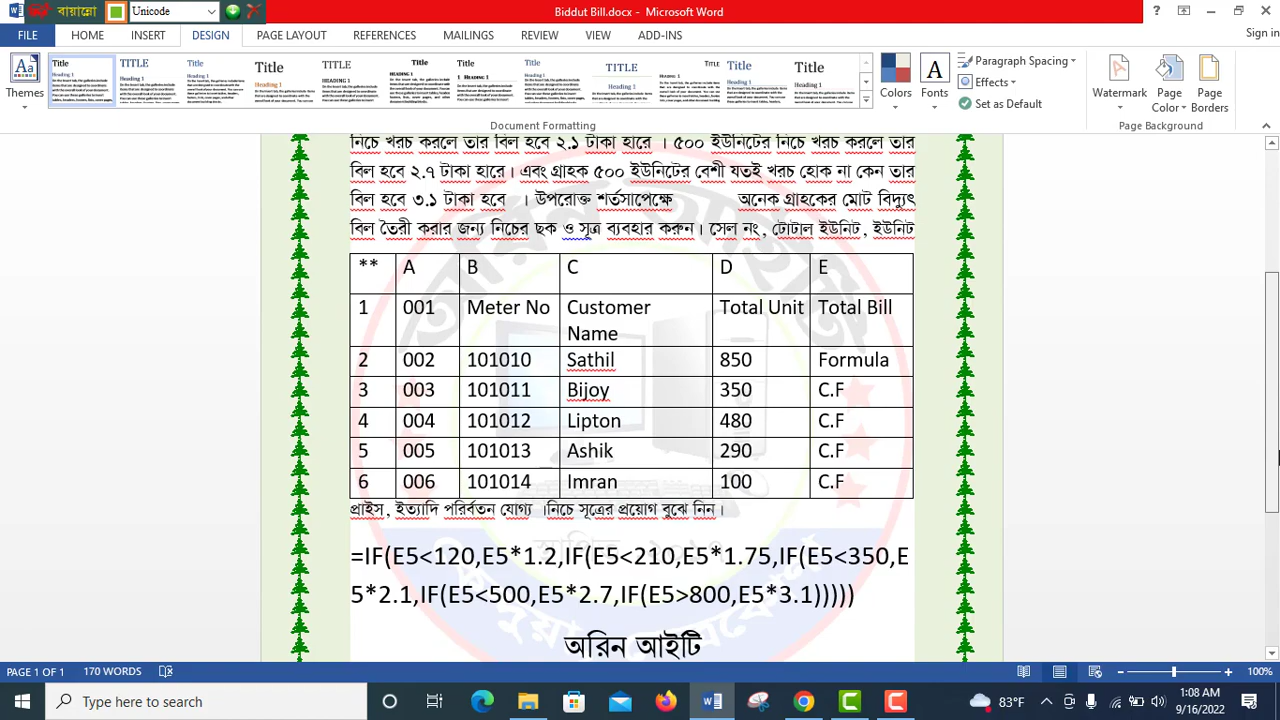 বায়ান্নো
Unicode
Biddut Bill.docx - Microsoft Word
FILE HOME INSERT DESIGN PAGE LAYOUT REFERENCES MAILINGS REVIEW VIEW ADD-INS
Sign in
Themes
Colors Fonts
Paragraph Spacing
Effects
Set as Default
Watermark Page Color Page Borders
Document Formatting Page Background
নিচে খরচ করলে তার বিল হবে ২.১ টাকা হারে । ৫০০ ইউনিটের নিচে খরচ করলে তার
বিল হবে ২.৭ টাকা হারে। এবং গ্রাহক ৫০০ ইউনিটের বেশী যতই খরচ হোক না কেন তার
বিল হবে ৩.১ টাকা হবে । উপরোক্ত শর্তসাপেক্ষে অনেক গ্রাহকের মোট বিদ্যুৎ
বিল তৈরী করার জন্য নিচের ছক ও সুত্র ব্যবহার করুন। সেল নং, টোটাল ইউনিট, ইউনিট
** A B C D E
1 001 Meter No Customer Name Total Unit Total Bill
2 002 101010 Sathil 850 Formula
3 003 101011 Bijoy 350 C.F
4 004 101012 Lipton 480 C.F
5 005 101013 Ashik 290 C.F
6 006 101014 Imran 100 C.F
প্রাইস, ইত্যাদি পরির্বতন যোগ্য ।নিচে সূত্রের প্রয়োগ বুঝে নিন।
=IF(E5<120,E5*1.2,IF(E5<210,E5*1.75,IF(E5<350,E
5*2.1,IF(E5<500,E5*2.7,IF(E5>800,E5*3.1)))))
অরিন আইটি
PAGE 1 OF 1 170 WORDS
100%
Type here to search
83°F
1:08 AM
9/16/2022